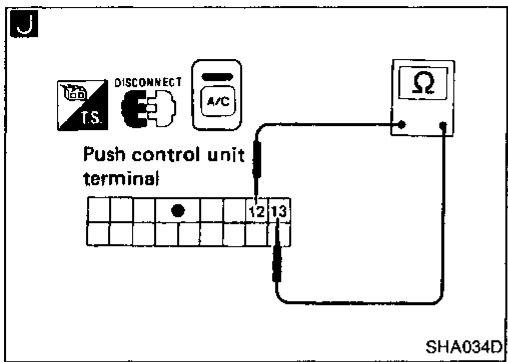 J
DISCONNECT
T.S.
A/C
Ω
Push control unit
terminal
12 13
SHA034D